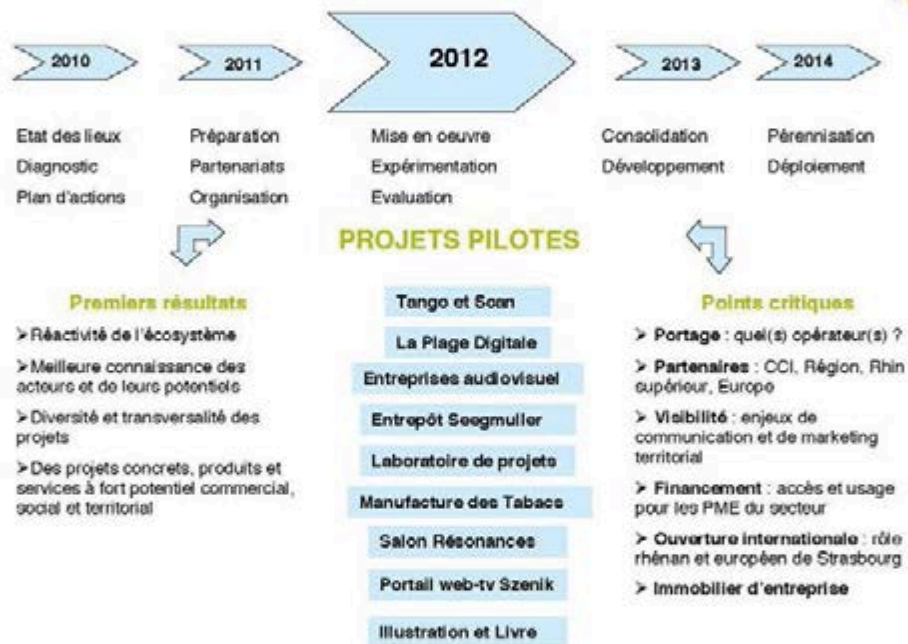 2010
2011
2012
2013
2014
Etat des lieux
Diagnostic
Plan d'actions
Préparation
Partenariats
Organisation
Mise en oeuvre
Expérimentation
Evaluation
Consolidation
Développement
Pérennisation
Déploiement
PROJETS PILOTES
Premiers résultats
➤Réactivité de l'écosystème
➤Meilleure connaissance des
acteurs et de leurs potentiels
➤Diversité et transversalité des
projets
➤Des projets concrets, produits et
services à fort potentiel commercial,
social et territorial
Tango et Scan
La Plage Digitale
Entreprises audiovisuel
Entrepôt Seegmuller
Laboratoire de projets
Manufacture des Tabacs
Salon Résonances
Portail web-tv Szenik
Illustration et Livre
Points critiques
➤ Portage : quel(s) opérateur(s) ?
➤ Partenaires : CCI, Région, Rhin
supérieur, Europe
➤ Visibilité : enjeux de
communication et de marketing
territorial
➤ Financement : accès et usage
pour les PME du secteur
➤ Ouverture internationale : rôle
rhénan et européen de Strasbourg
➤ Immobilier d'entreprise